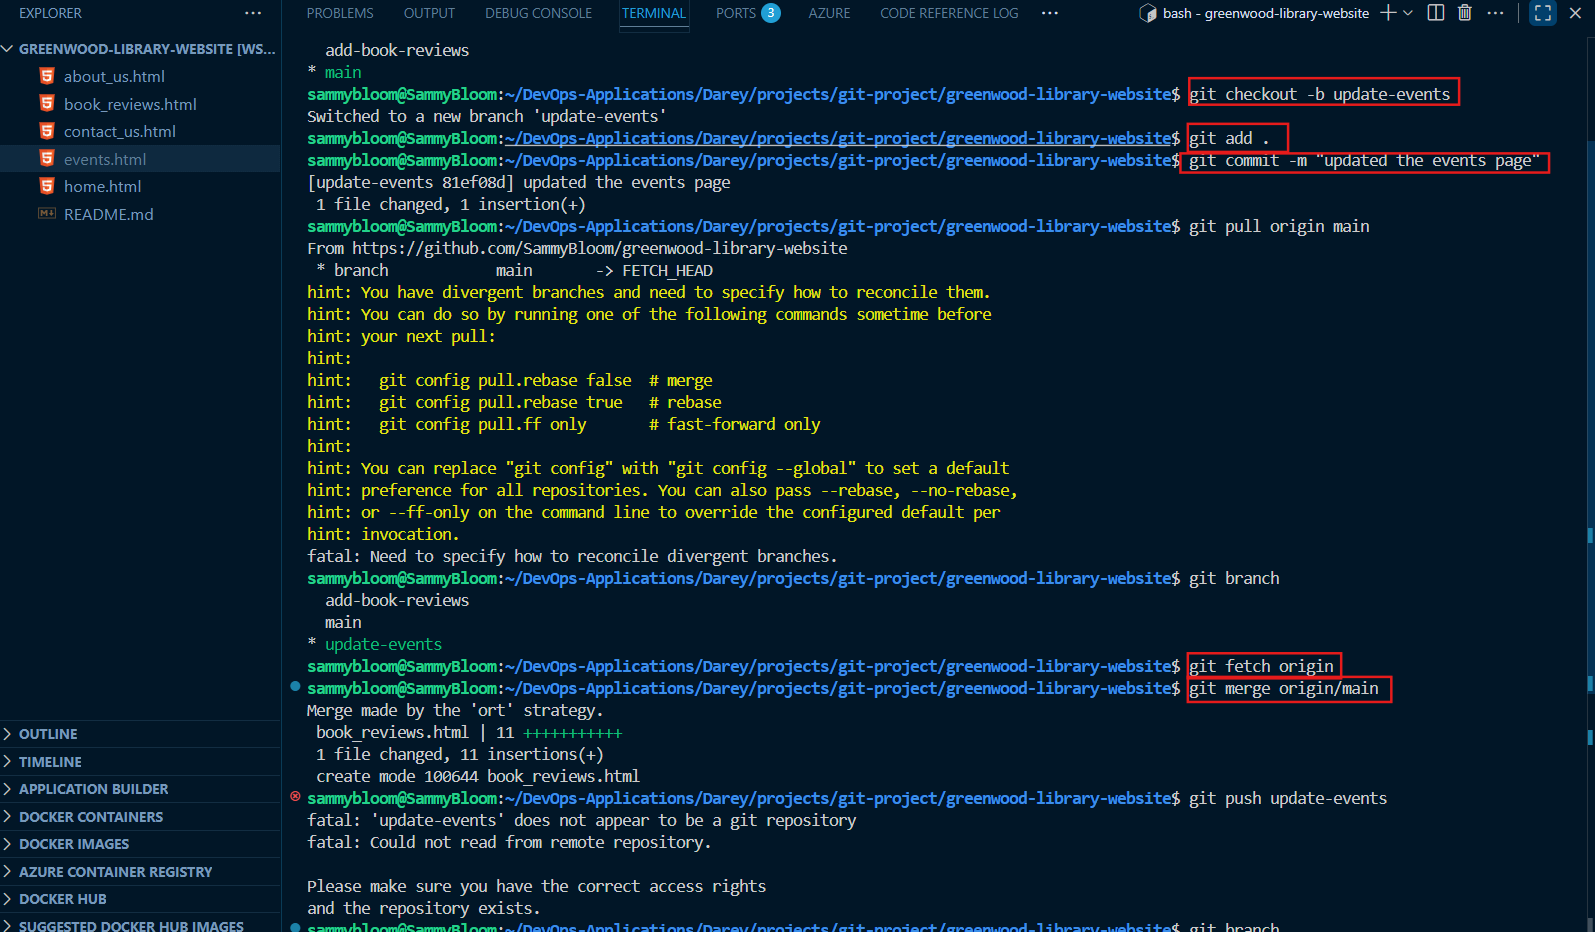 EXPLORER
PROBLEMS OUTPUT DEBUG CONSOLE TERMINAL PORTS 3 AZURE CODE REFERENCE LOG
bash - greenwood-library-website
GREENWOOD-LIBRARY-WEBSITE [WS...
about_us.html
book_reviews.html
contact_us.html
events.html
home.html
README.md
OUTLINE
TIMELINE
APPLICATION BUILDER
DOCKER CONTAINERS
DOCKER IMAGES
AZURE CONTAINER REGISTRY
DOCKER HUB
SUGGESTED DOCKER HUB IMAGES
add-book-reviews
* main
sammybloom@SammyBloom:~/DevOps-Applications/Darey/projects/git-project/greenwood-library-website$ git checkout -b update-events
Switched to a new branch 'update-events'
sammybloom@SammyBloom:~/DevOps-Applications/Darey/projects/git-project/greenwood-library-website$ git add .
sammybloom@SammyBloom:~/DevOps-Applications/Darey/projects/git-project/greenwood-library-website$ git commit -m "updated the events page"
[update-events 81ef08d] updated the events page
1 file changed, 1 insertion(+)
sammybloom@SammyBloom:~/DevOps-Applications/Darey/projects/git-project/greenwood-library-website$ git pull origin main
From https://github.com/SammyBloom/greenwood-library-website
* branch main -> FETCH_HEAD
hint: You have divergent branches and need to specify how to reconcile them.
hint: You can do so by running one of the following commands sometime before
hint: your next pull:
hint:
hint: git config pull.rebase false # merge
hint: git config pull.rebase true # rebase
hint: git config pull.ff only # fast-forward only
hint:
hint: You can replace "git config" with "git config --global" to set a default
hint: preference for all repositories. You can also pass --rebase, --no-rebase,
hint: or --ff-only on the command line to override the configured default per
hint: invocation.
fatal: Need to specify how to reconcile divergent branches.
sammybloom@SammyBloom:~/DevOps-Applications/Darey/projects/git-project/greenwood-library-website$ git branch
add-book-reviews
main
* update-events
sammybloom@SammyBloom:~/DevOps-Applications/Darey/projects/git-project/greenwood-library-website$ git fetch origin
sammybloom@SammyBloom:~/DevOps-Applications/Darey/projects/git-project/greenwood-library-website$ git merge origin/main
Merge made by the 'ort' strategy.
book_reviews.html | 11 +++++++++++
1 file changed, 11 insertions(+)
create mode 100644 book_reviews.html
sammybloom@SammyBloom:~/DevOps-Applications/Darey/projects/git-project/greenwood-library-website$ git push update-events
fatal: 'update-events' does not appear to be a git repository
fatal: Could not read from remote repository.
Please make sure you have the correct access rights
and the repository exists.
sammybloom@SammyBloom:~/DevOps-Applications/Darey/projects/git-project/greenwood-library-website$ git branch